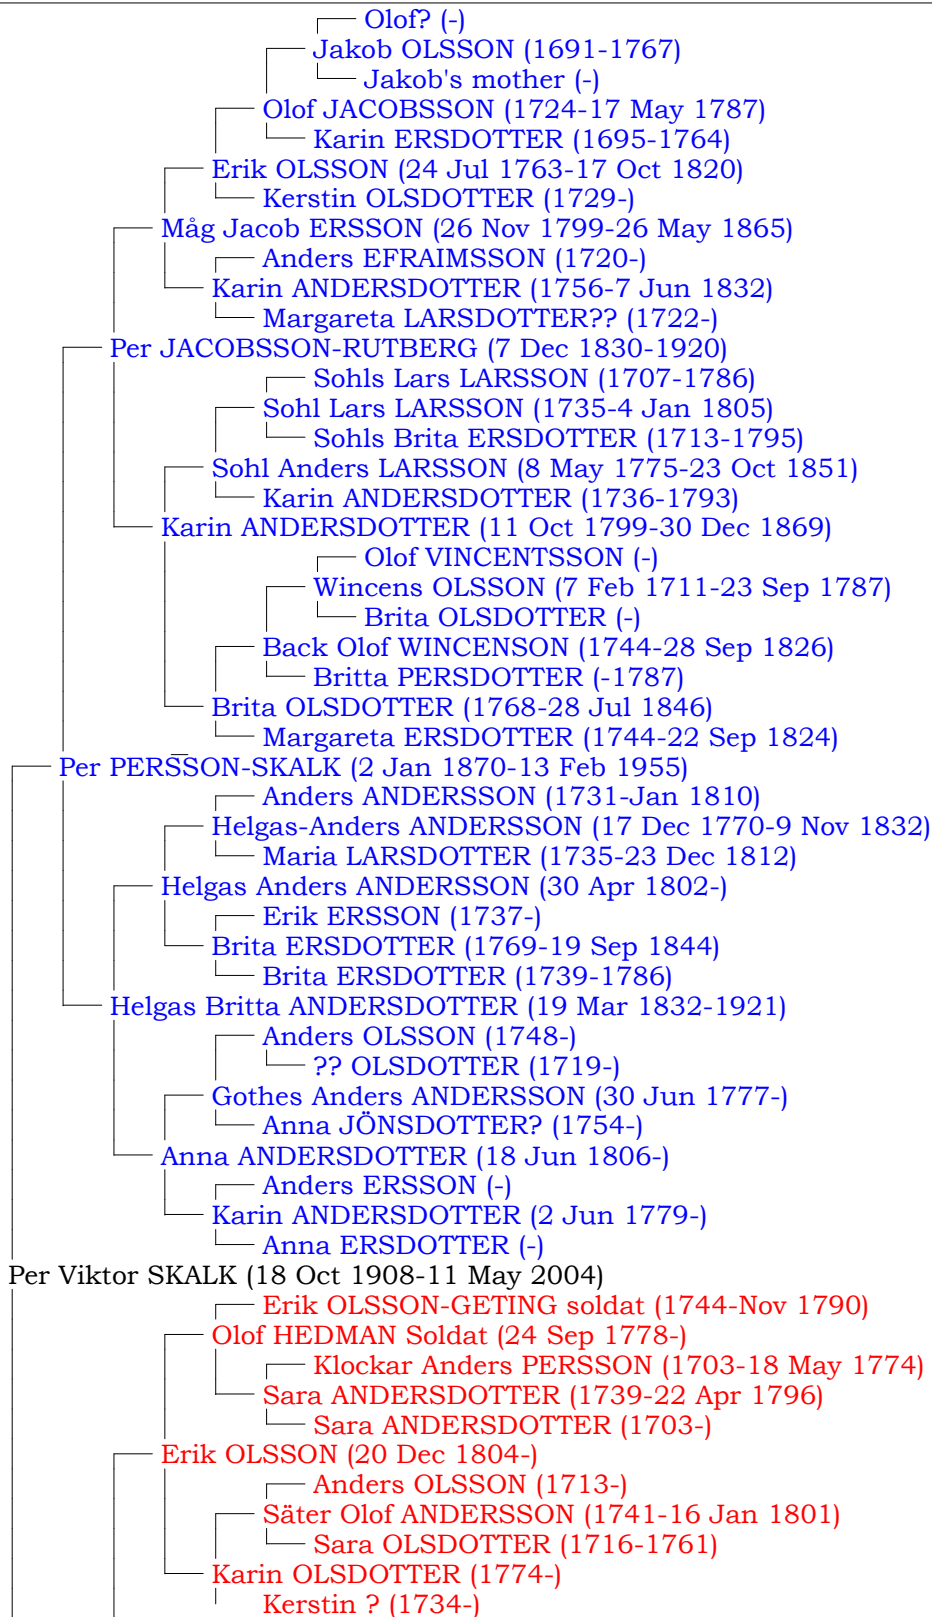 Olof? (-)
Jakob OLSSON (1691-1767)
Jakob's mother (-)
Olof JACOBSSON (1724-17 May 1787)
Karin ERSDOTTER (1695-1764)
Erik OLSSON (24 Jul 1763-17 Oct 1820)
Kerstin OLSDOTTER (1729-)
Måg Jacob ERSSON (26 Nov 1799-26 May 1865)
Anders EFRAIMSSON (1720-)
Karin ANDERSDOTTER (1756-7 Jun 1832)
Margareta LARSDOTTER?? (1722-)
Per JACOBSSON-RUTBERG (7 Dec 1830-1920)
Sohls Lars LARSSON (1707-1786)
Sohl Lars LARSSON (1735-4 Jan 1805)
Sohls Brita ERSDOTTER (1713-1795)
Sohl Anders LARSSON (8 May 1775-23 Oct 1851)
Karin ANDERSDOTTER (1736-1793)
Karin ANDERSDOTTER (11 Oct 1799-30 Dec 1869)
Olof VINCENTSSON (-)
Wincens OLSSON (7 Feb 1711-23 Sep 1787)
Brita OLSDOTTER (-)
Back Olof WINCENSON (1744-28 Sep 1826)
Britta PERSDOTTER (-1787)
Brita OLSDOTTER (1768-28 Jul 1846)
Margareta ERSDOTTER (1744-22 Sep 1824)
Per PERSSON-SKALK (2 Jan 1870-13 Feb 1955)
Anders ANDERSSON (1731-Jan 1810)
Helgas-Anders ANDERSSON (17 Dec 1770-9 Nov 1832)
Maria LARSDOTTER (1735-23 Dec 1812)
Helgas Anders ANDERSSON (30 Apr 1802-)
Erik ERSSON (1737-)
Brita ERSDOTTER (1769-19 Sep 1844)
Brita ERSDOTTER (1739-1786)
Helgas Britta ANDERSDOTTER (19 Mar 1832-1921)
Anders OLSSON (1748-)
?? OLSDOTTER (1719-)
Gothes Anders ANDERSSON (30 Jun 1777-)
Anna JÖNSDOTTER? (1754-)
Anna ANDERSDOTTER (18 Jun 1806-)
Anders ERSSON (-)
Karin ANDERSDOTTER (2 Jun 1779-)
Anna ERSDOTTER (-)
Per Viktor SKALK (18 Oct 1908-11 May 2004)
Erik OLSSON-GETING soldat (1744-Nov 1790)
Olof HEDMAN Soldat (24 Sep 1778-)
Klockar Anders PERSSON (1703-18 May 1774)
Sara ANDERSDOTTER (1739-22 Apr 1796)
Sara ANDERSDOTTER (1703-)
Erik OLSSON (20 Dec 1804-)
Anders OLSSON (1713-)
Säter Olof ANDERSSON (1741-16 Jan 1801)
Sara OLSDOTTER (1716-1761)
Karin OLSDOTTER (1774-)
Kerstin ? (1734-)